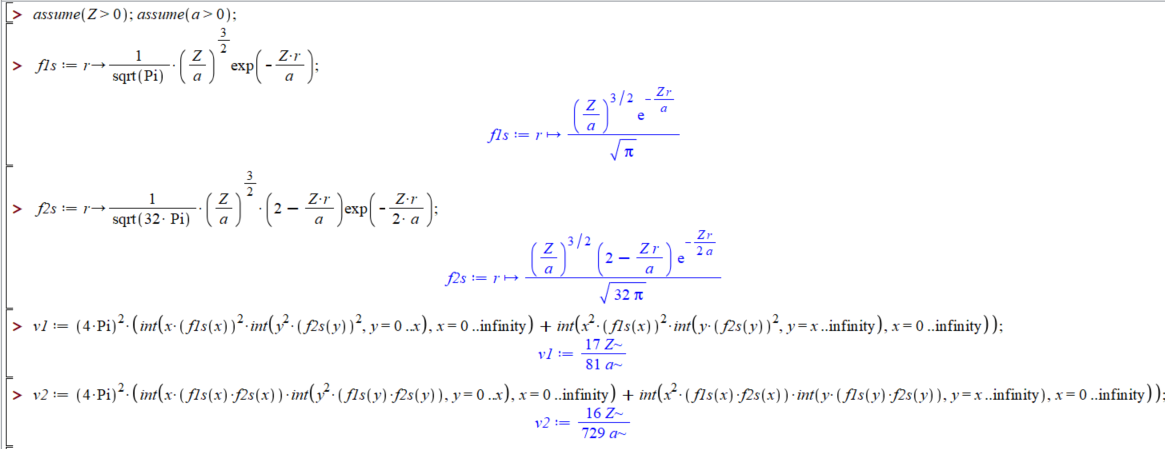 > assume(Z > 0); assume(a > 0);
> f1s := r→ 1/sqrt(Pi) · (Z/a)^(3/2) exp(- Z·r/a);
f1s := r ↦ (Z/a)^(3/2) e^(-Zr/a) / √π
> f2s := r→ 1/sqrt(32· Pi) · (Z/a)^(3/2) · (2 - Z·r/a) exp(- Z·r/(2· a));
f2s := r ↦ (Z/a)^(3/2) (2 - Zr/a) e^(-Zr/(2a)) / √(32 π)
> v1 := (4·Pi)^2·(int(x·(f1s(x))^2·int(y^2·(f2s(y))^2, y=0 ..x), x=0 ..infinity) + int(x^2·(f1s(x))^2·int(y·(f2s(y))^2, y=x ..infinity), x=0 ..infinity));
v1 := 17 Z~ / 81 a~
> v2 := (4·Pi)^2·(int(x·(f1s(x)·f2s(x))·int(y^2·(f1s(y)·f2s(y)), y=0 ..x), x=0 ..infinity) + int(x^2·(f1s(x)·f2s(x))·int(y·(f1s(y)·f2s(y)), y=x ..infinity), x=0 ..infinity));
v2 := 16 Z~ / 729 a~